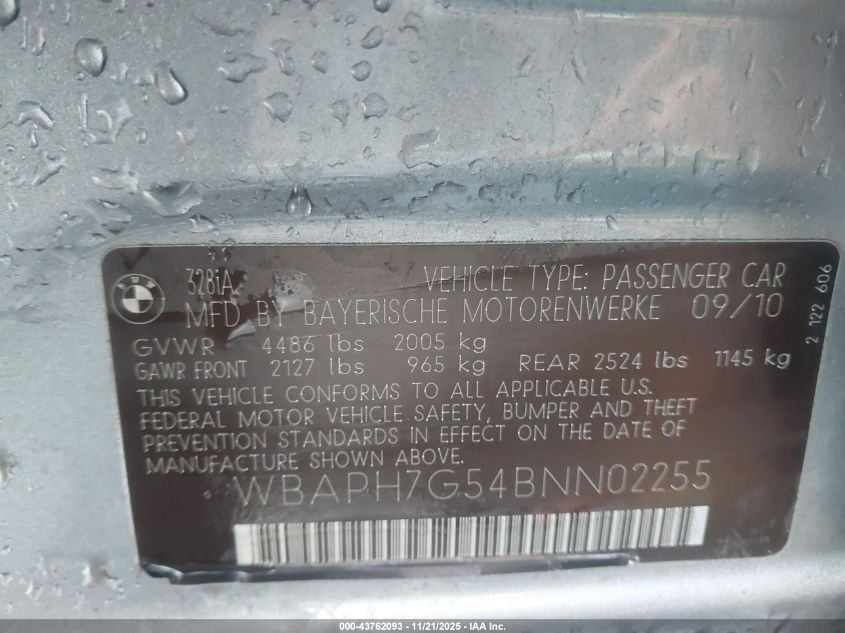 BMW
328iA
VEHICLE TYPE: PASSENGER CAR
MFD BY BAYERISCHE MOTORENWERKE 09/10
GVWR 4486 lbs 2005 kg
GAWR FRONT 2127 lbs 965 kg REAR 2524 lbs 1145 kg
THIS VEHICLE CONFORMS TO ALL APPLICABLE U.S.
FEDERAL MOTOR VEHICLE SAFETY, BUMPER AND THEFT
PREVENTION STANDARDS IN EFFECT ON THE DATE OF
MANUFACTURE SHOWN ABOVE.
WBAPH7G54BNN02255
2 122 606
000-43762093 - 11/21/2025 - IAA Inc.